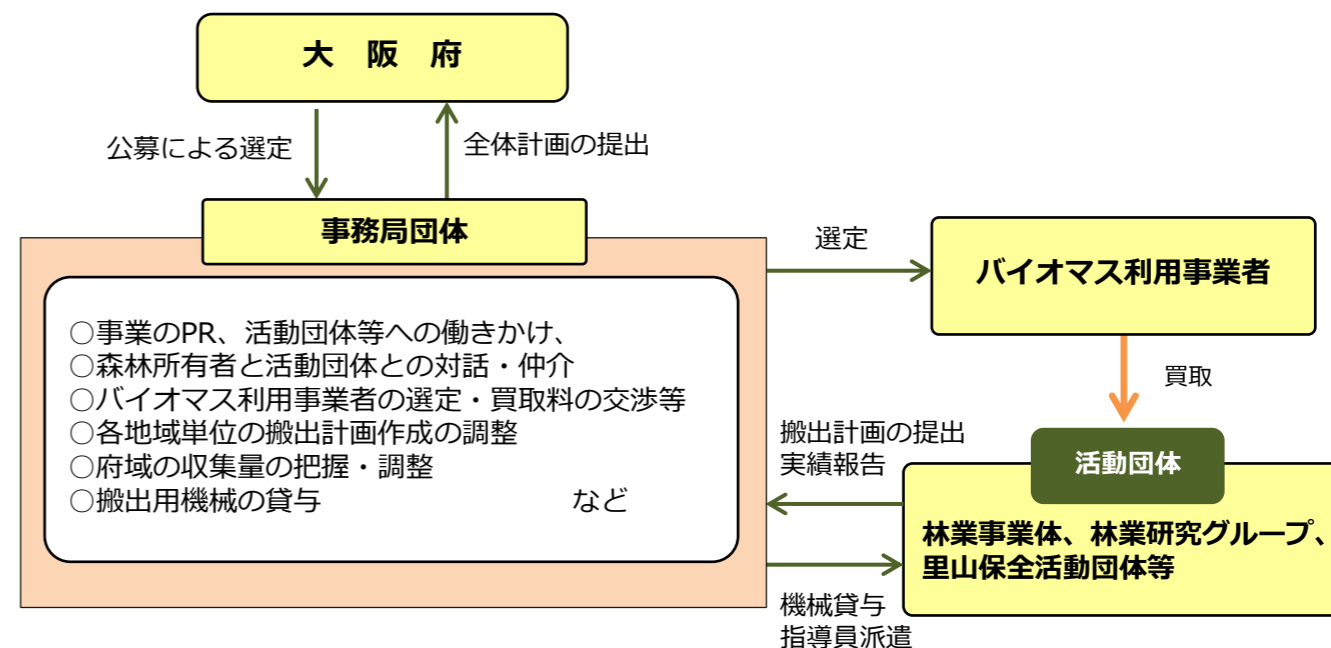 大 阪 府
公募による選定
全体計画の提出
事務局団体
○事業のPR、活動団体等への働きかけ、
○森林所有者と活動団体との対話・仲介
○バイオマス利用事業者の選定・買取料の交渉等
○各地域単位の搬出計画作成の調整
○府域の収集量の把握・調整
○搬出用機械の貸与 など
選定
バイオマス利用事業者
買取
搬出計画の提出
実績報告
活動団体
林業事業体、林業研究グループ、
里山保全活動団体等
機械貸与
指導員派遣